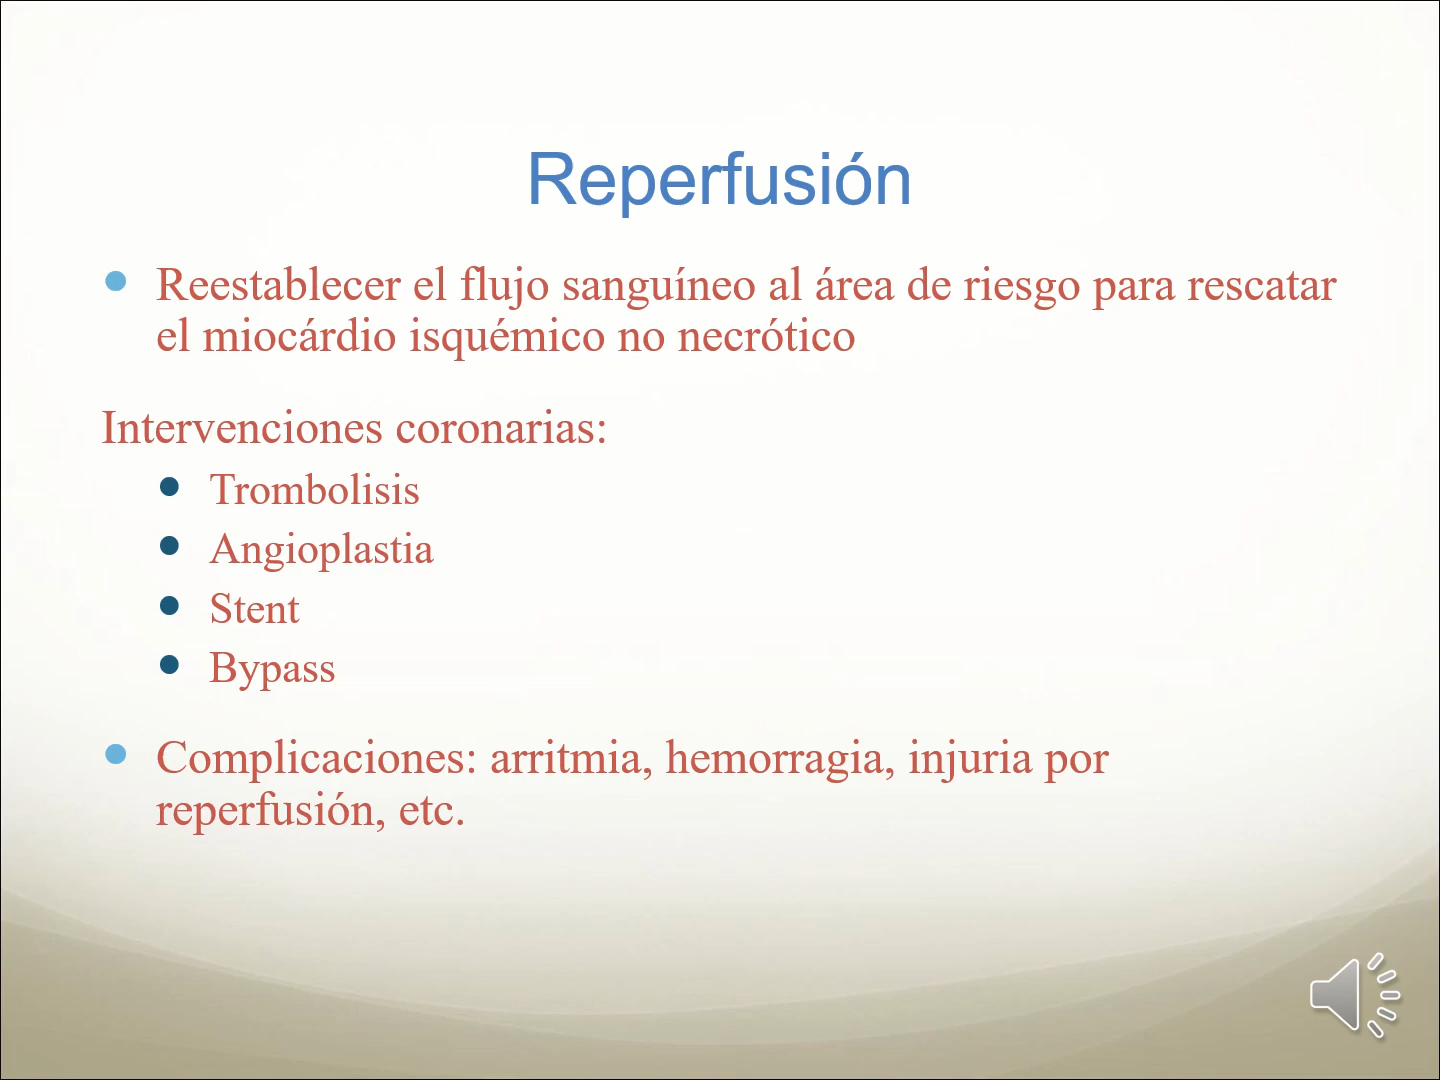 Reperfusión
Reestablecer el flujo sanguíneo al área de riesgo para rescatar
el miocárdio isquémico no necrótico
Intervenciones coronarias:
Trombolisis
Angioplastia
Stent
Bypass
Complicaciones: arritmia, hemorragia, injuria por
reperfusión, etc.